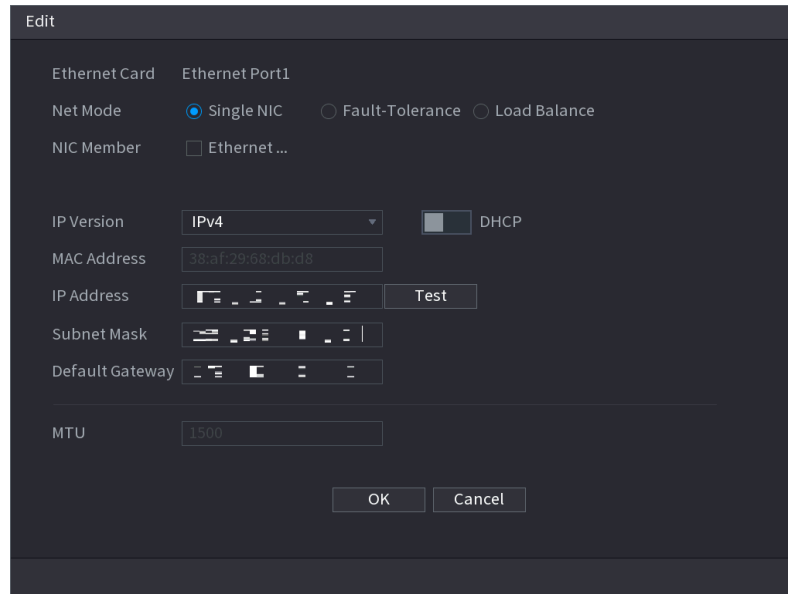 Edit
Ethernet Card Ethernet Port1
Net Mode Single NIC Fault-Tolerance Load Balance
NIC Member Ethernet ...
IP Version IPv4 DHCP
MAC Address 38:af:29:68:db:d8
IP Address Test
Subnet Mask
Default Gateway
MTU 1500
OK Cancel